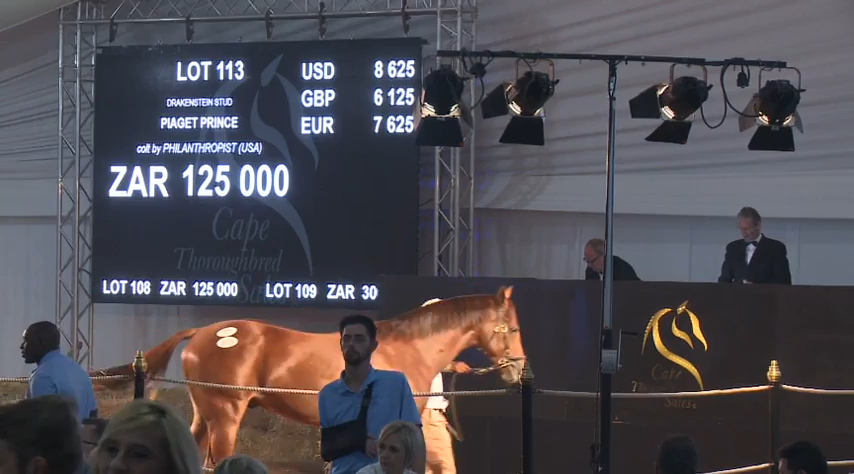 LOT 113
USD 8 625
DRAKENSTEIN STUD
GBP 6 125
PIAGET PRINCE
EUR 7 625
colt by PHILANTHROPIST (USA)
ZAR 125 000
Cape
Thoroughbred
Sales
LOT 108 ZAR 125 000 LOT 109 ZAR 30
Cape
Sales